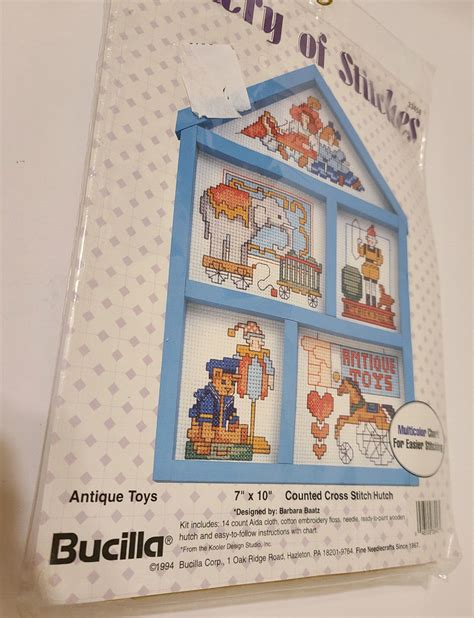 of Stitches
ANTIQUE
TOYS
Multicolor Chart
For Easier Stitching
Antique Toys
7" x 10" Counted Cross Stitch Hutch
*Designed by: Barbara Baatz
Kit includes: 14 count Aida cloth, cotton embroidery floss, needle, ready-to-paint wooden
hutch and easy-to-follow instructions with chart.
*From the Kooler Design Studio, Inc.
Bucilla®
©1994 Bucilla Corp., 1 Oak Ridge Road, Hazleton, PA 18201-9764. Fine Needlecrafts Since 1867.